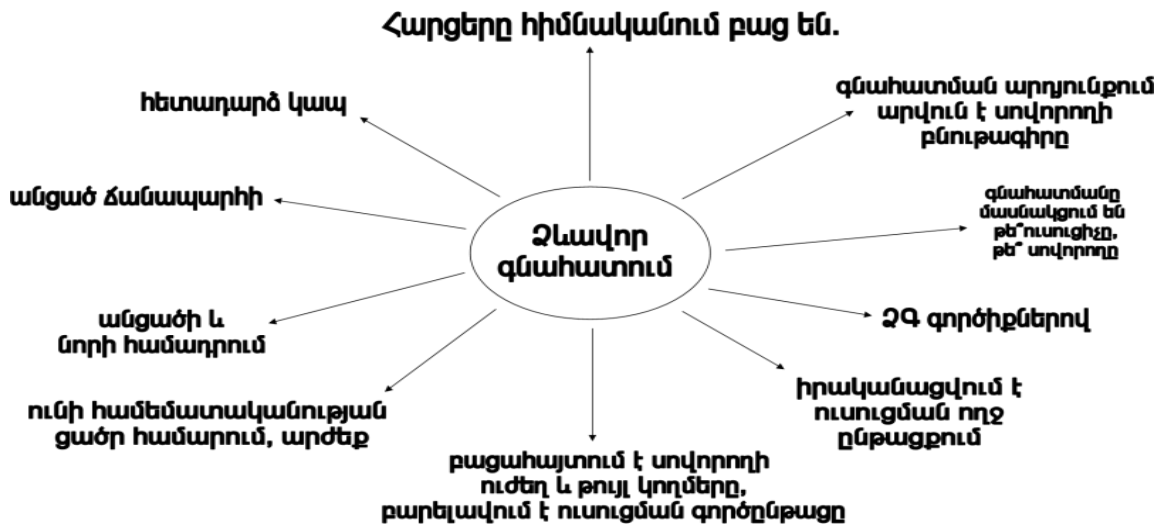 Հարցերը հիմնականում բաց են.
հետադարձ կապ
գնահատման արդյունքում
արվուն է սովորողի
բնութագիրը
անցած ճանապարհի
գնահատմանը
մասնակցում են
թե՞ուսուցիչը,
թե՞ սովորողը
Ձևավոր
գնահատում
անցածի և
նորի համադրում
ՁԳ գործիքներով
ունի համեմատականության
ցածր համարում, արժեք
իրականացվում է
ուսուցման ողջ
ընթացքում
բացահայտում է սովորողի
ուժեղ և թույլ կողմերը,
բարելավում է ուսուցման գործընթացը